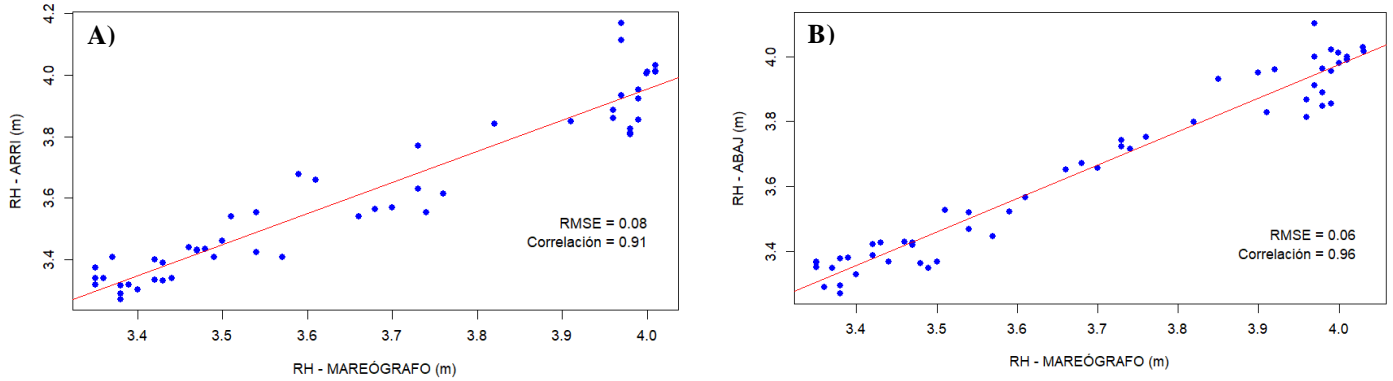 A)
RH - ARRI (m)
4.2
4.0
3.8
3.6
3.4
RMSE = 0.08
Correlación = 0.91
3.4 3.5 3.6 3.7 3.8 3.9 4.0
RH - MAREÓGRAFO (m)
B)
RH - ABAJ (m)
4.0
3.8
3.6
3.4
RMSE = 0.06
Correlación = 0.96
3.4 3.5 3.6 3.7 3.8 3.9 4.0
RH - MAREÓGRAFO (m)